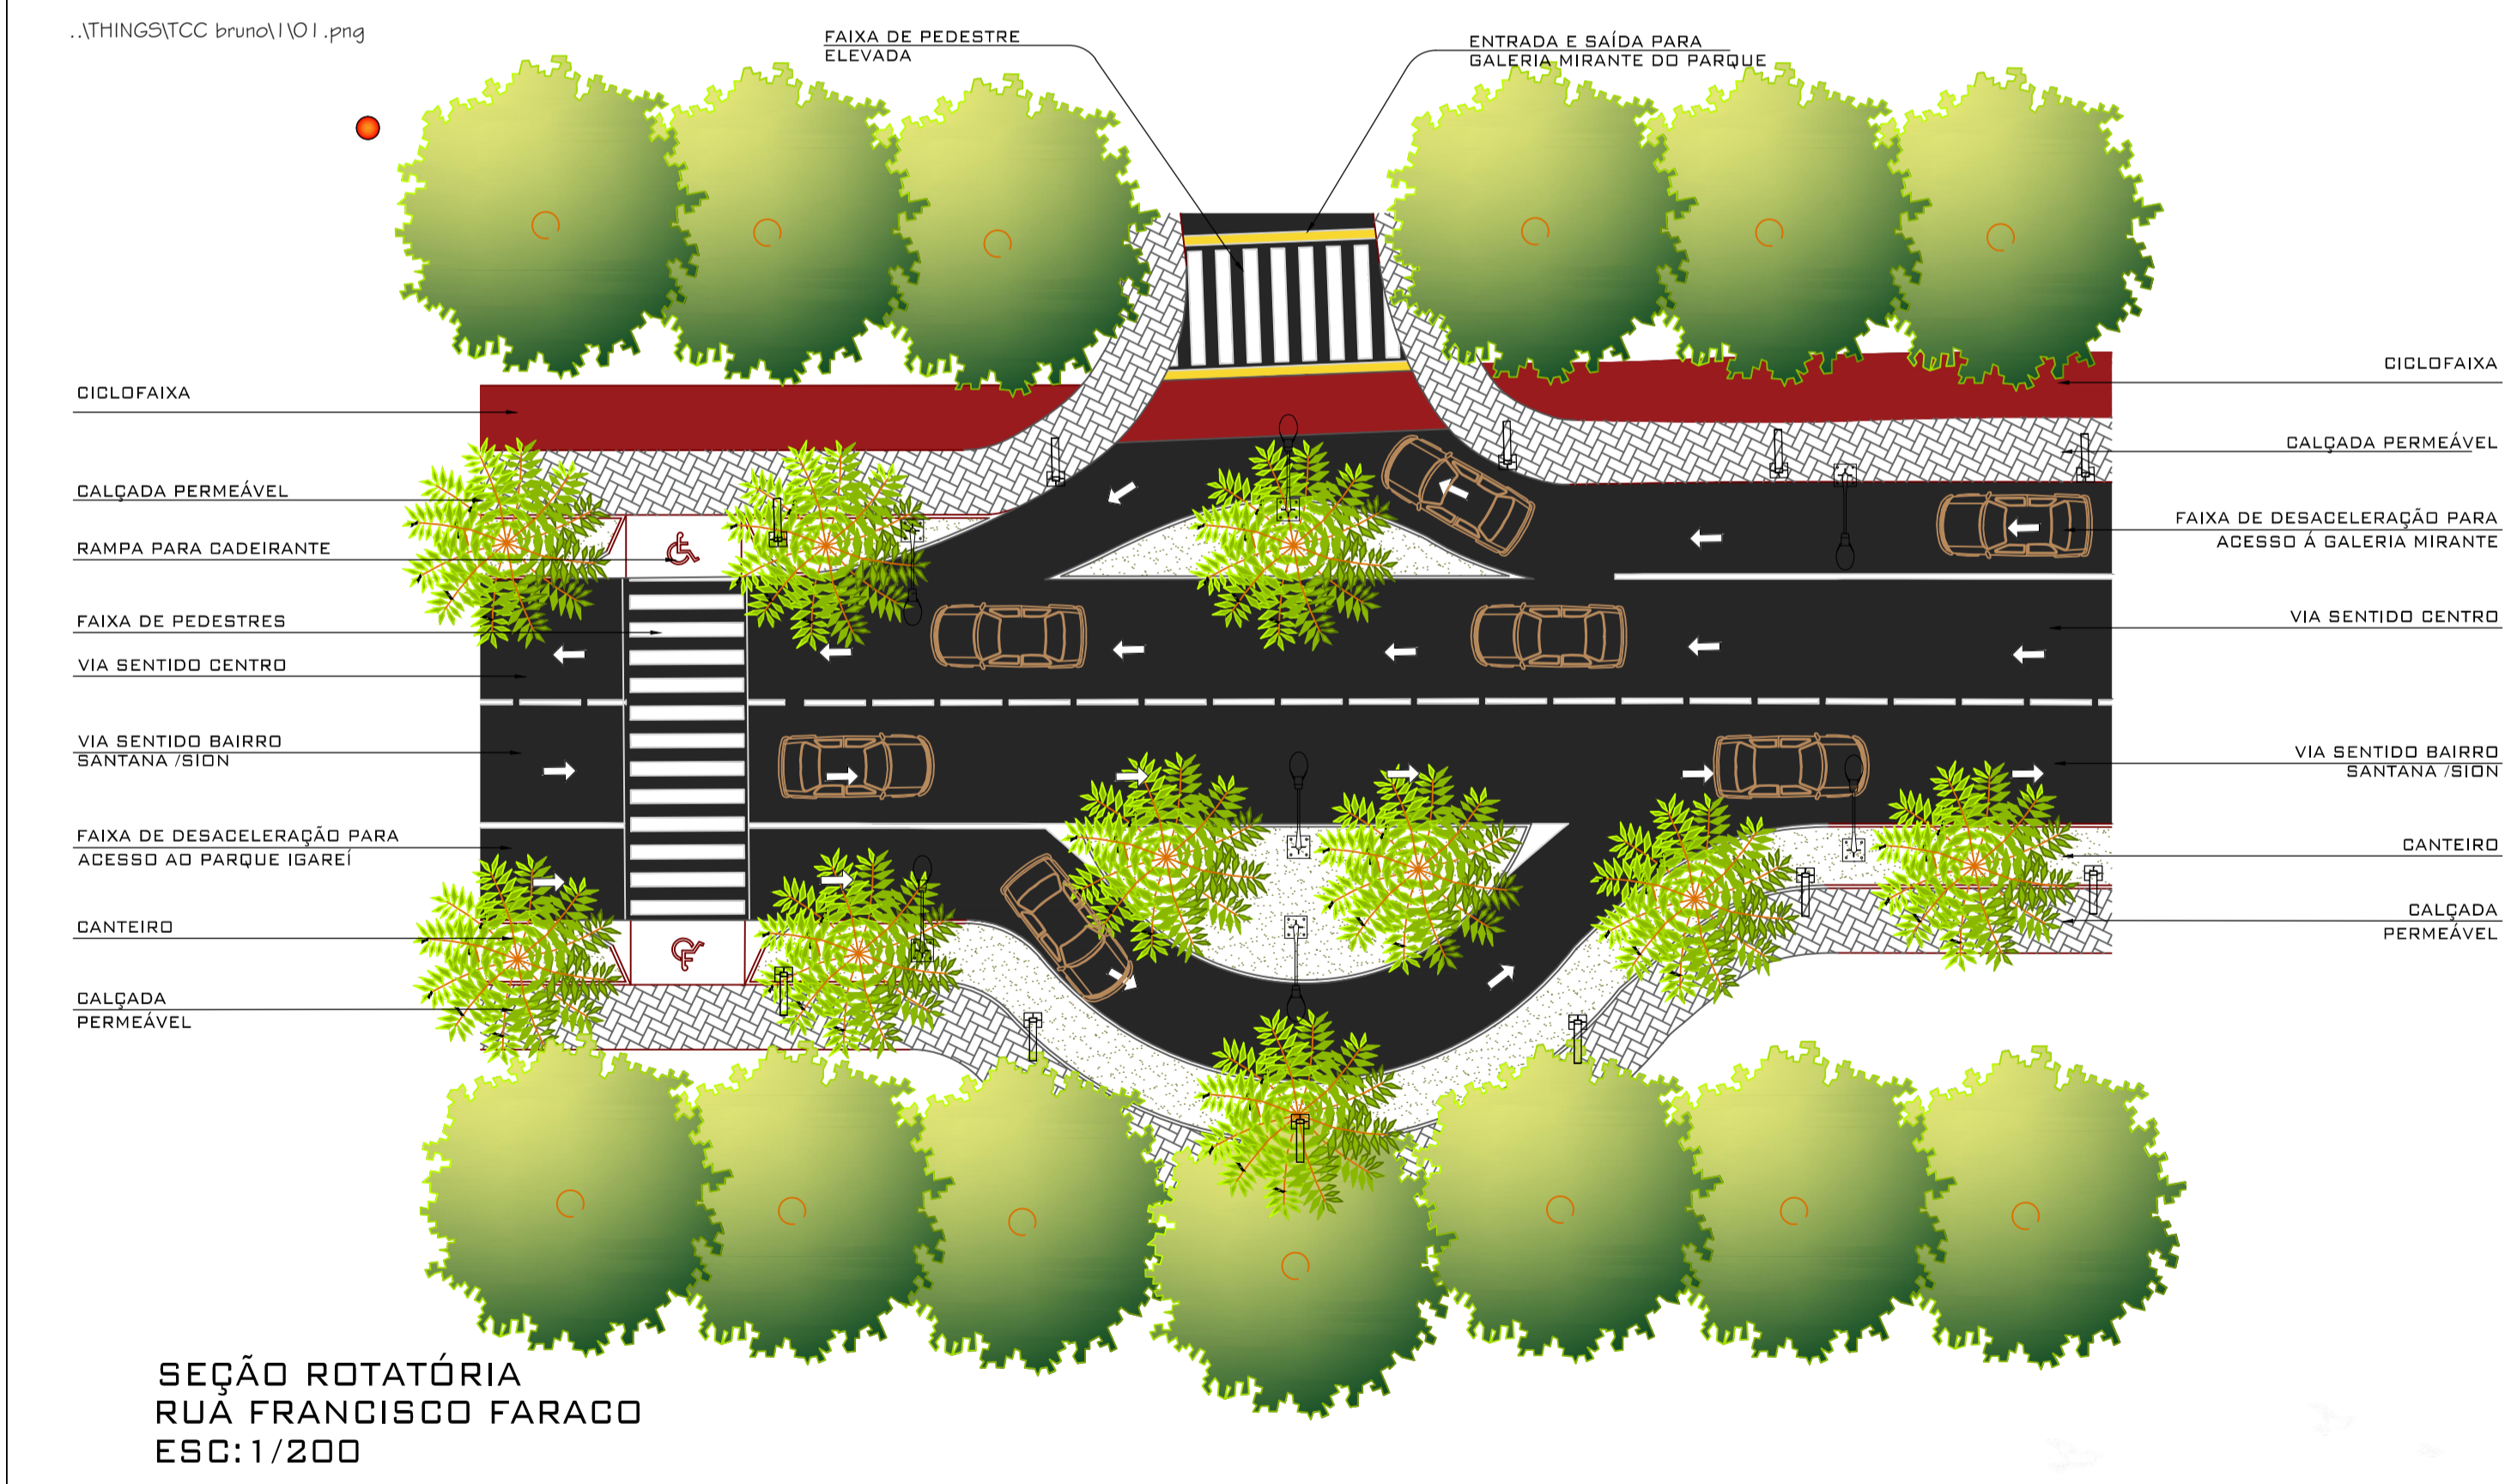 ..\THINGS\TCC bruno\1\01.png
FAIXA DE PEDESTRE
ELEVADA
ENTRADA E SAÍDA PARA
GALERIA MIRANTE DO PARQUE
CICLOFAIXA
CALÇADA PERMEÁVEL
RAMPA PARA CADEIRANTE
FAIXA DE PEDESTRES
VIA SENTIDO CENTRO
VIA SENTIDO BAIRRO
SANTANA /SION
FAIXA DE DESACELERAÇÃO PARA
ACESSO AO PARQUE IGAREÍ
CANTEIRO
CALÇADA
PERMEÁVEL
CICLOFAIXA
CALÇADA PERMEÁVEL
FAIXA DE DESACELERAÇÃO PARA
ACESSO Á GALERIA MIRANTE
VIA SENTIDO CENTRO
VIA SENTIDO BAIRRO
SANTANA /SION
CANTEIRO
CALÇADA
PERMEÁVEL
SEÇÃO ROTATÓRIA
RUA FRANCISCO FARACO
ESC:1/200